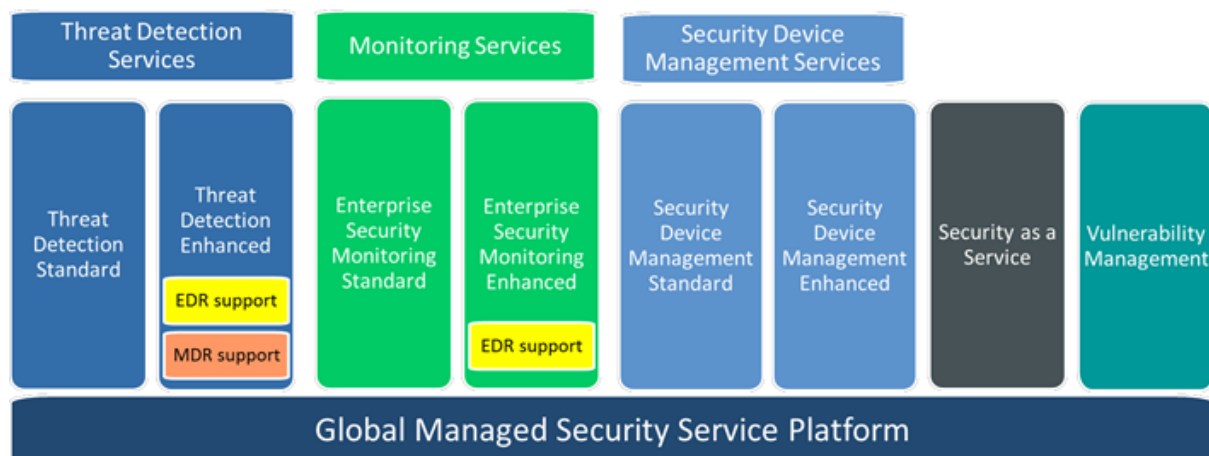 Threat Detection
Services
Monitoring Services
Security Device
Management Services
Threat
Detection
Standard
Threat
Detection
Enhanced
EDR support
MDR support
Enterprise
Security
Monitoring
Standard
Enterprise
Security
Monitoring
Enhanced
EDR support
Security
Device
Management
Standard
Security
Device
Management
Enhanced
Security as a
Service
Vulnerability
Management
Global Managed Security Service Platform